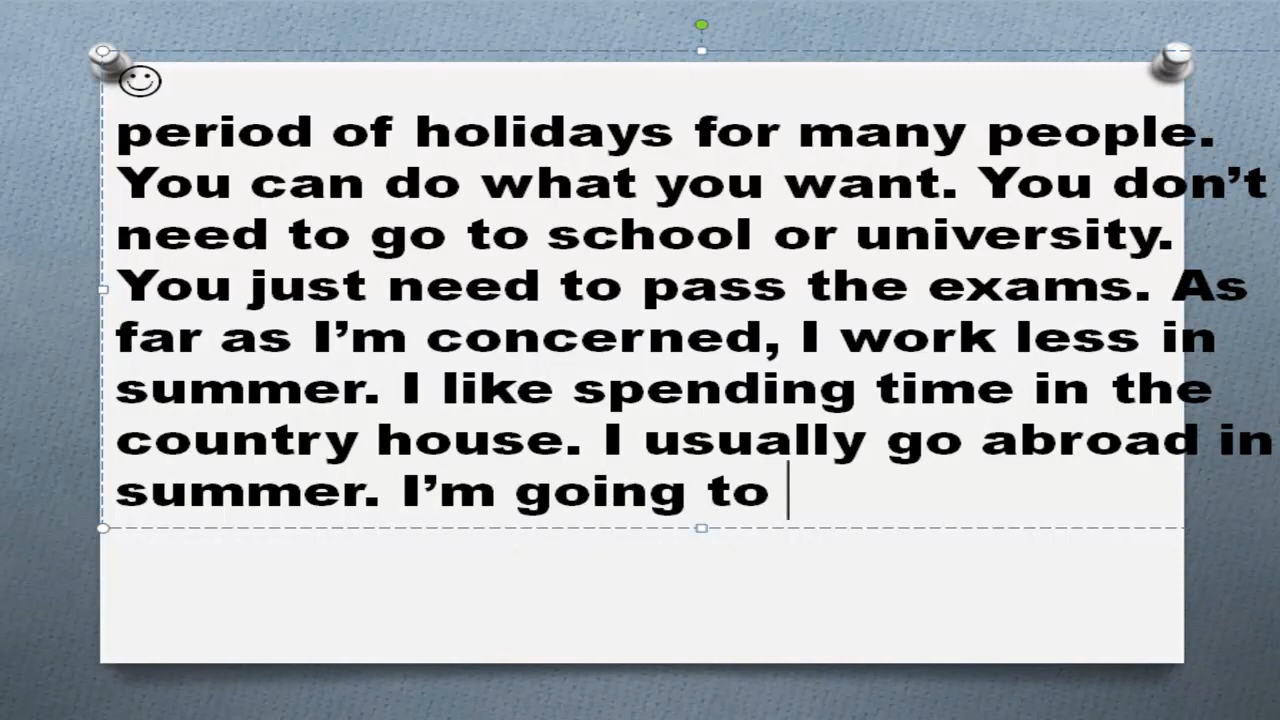 period of holidays for many people.
You can do what you want. You don’t
need to go to school or university.
You just need to pass the exams. As
far as I’m concerned, I work less in
summer. I like spending time in the
country house. I usually go abroad in
summer. I’m going to